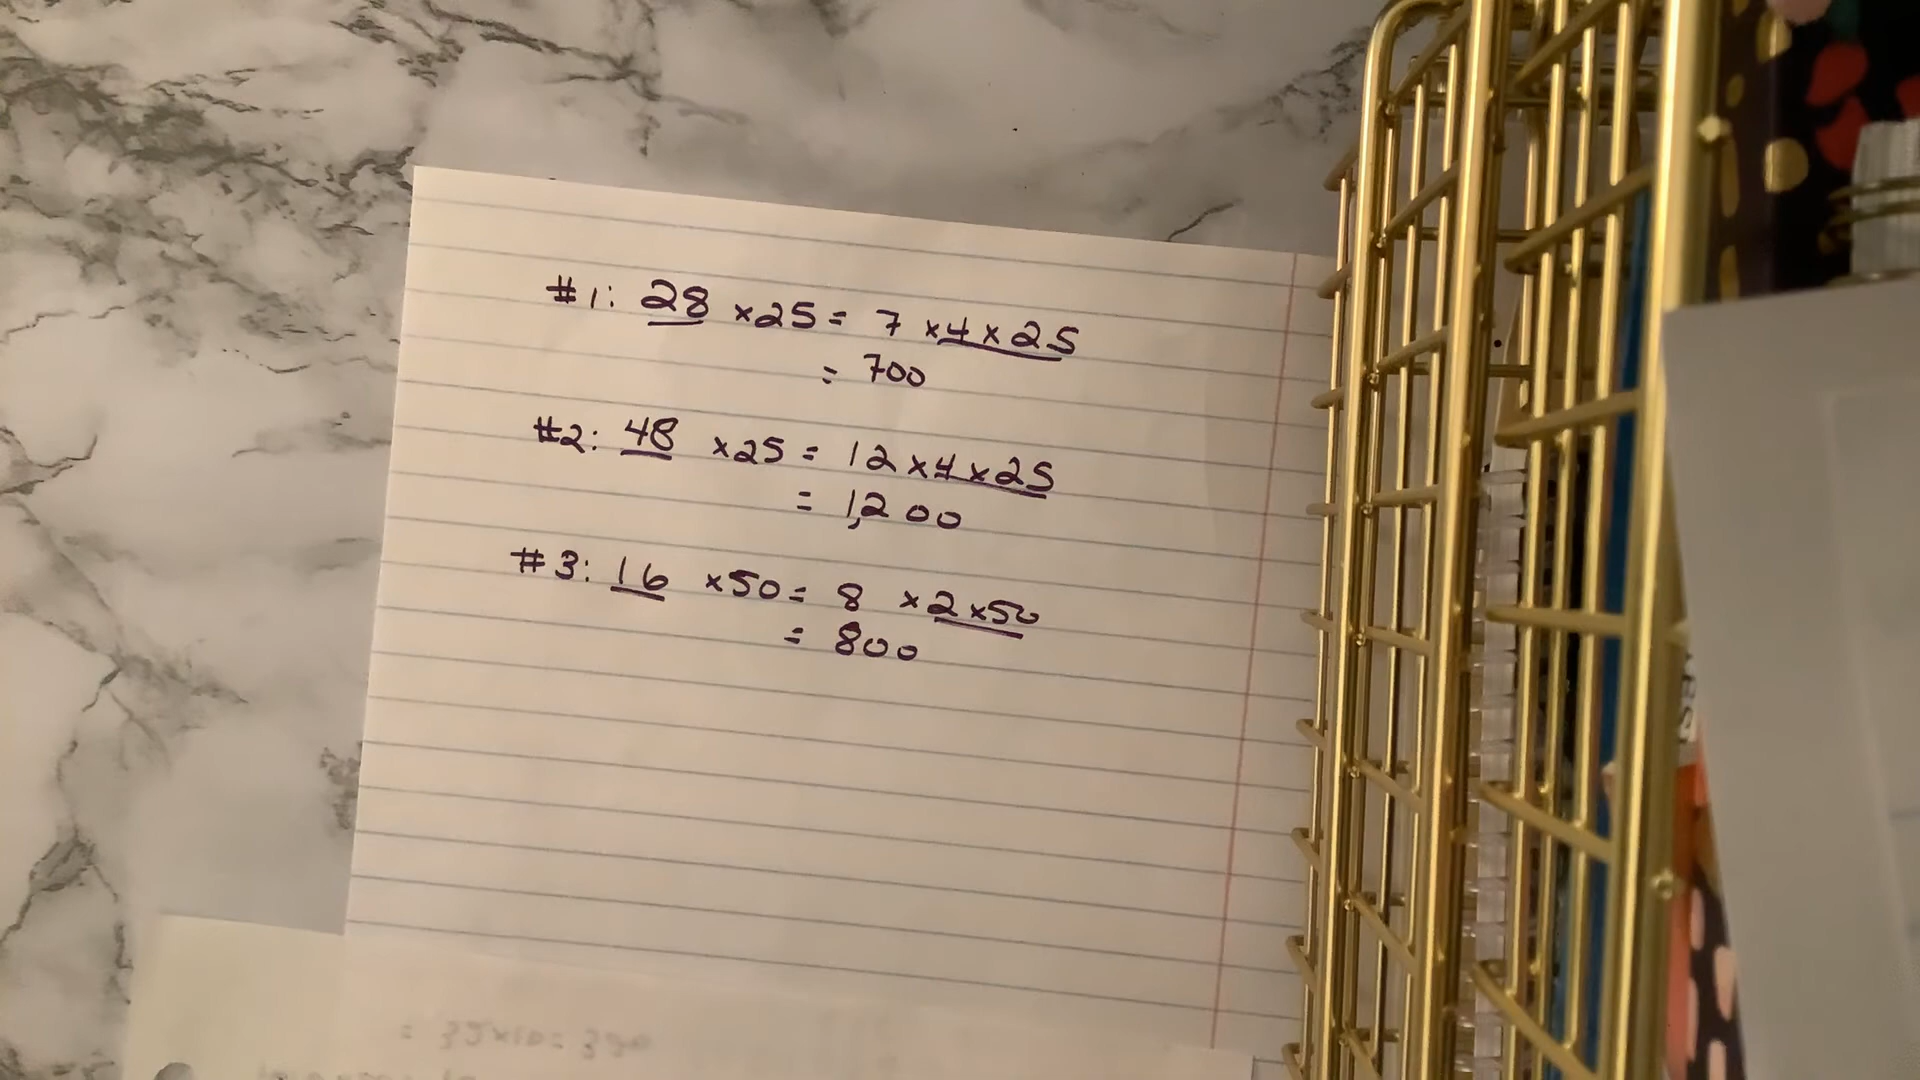 #1: 28 ×25 = 7 ×4 × 25
= 700
#2: 48 ×25 = 12 ×4 ×25
= 1,200
#3: 16 ×50 = 8 ×2 ×50
= 800